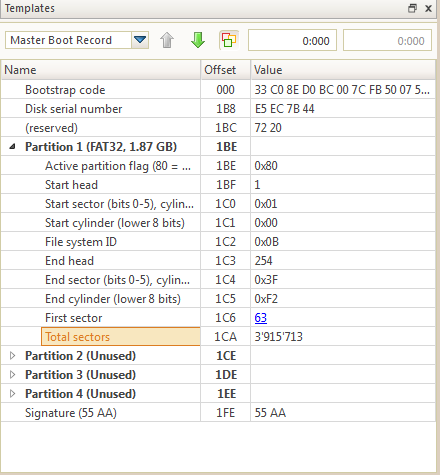 Templates
Master Boot Record 0:000 0:000
Name Offset Value
Bootstrap code 000 33 C0 8E D0 BC 00 7C FB 50 07 5...
Disk serial number 1B8 E5 EC 7B 44
(reserved) 1BC 72 20
Partition 1 (FAT32, 1.87 GB) 1BE
Active partition flag (80 = ... 1BE 0x80
Start head 1BF 1
Start sector (bits 0-5), cylin... 1C0 0x01
Start cylinder (lower 8 bits) 1C1 0x00
File system ID 1C2 0x0B
End head 1C3 254
End sector (bits 0-5), cylin... 1C4 0x3F
End cylinder (lower 8 bits) 1C5 0xF2
First sector 1C6 63
Total sectors 1CA 3'915'713
Partition 2 (Unused) 1CE
Partition 3 (Unused) 1DE
Partition 4 (Unused) 1EE
Signature (55 AA) 1FE 55 AA